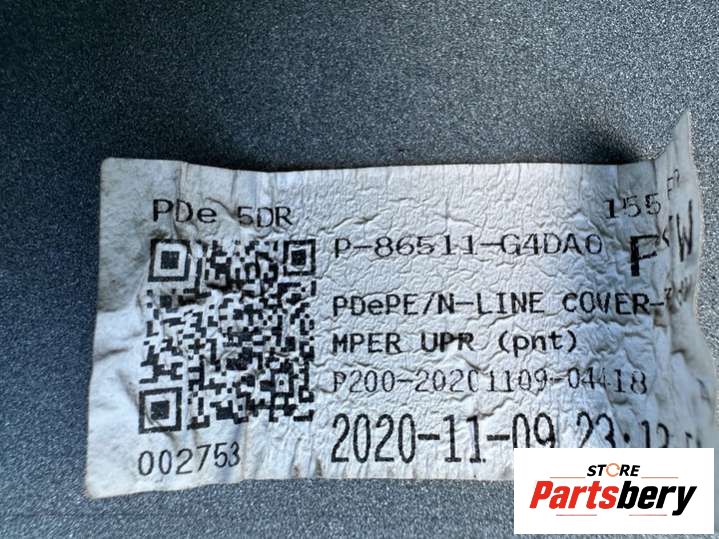 PDe 5DR
155
P-86511-G4DA0
PDePE/N-LINE COVER-
MPER UPR (pnt)
P200-20201109-04418
2020-11-09 23:13
002753
STORE
Partsbery